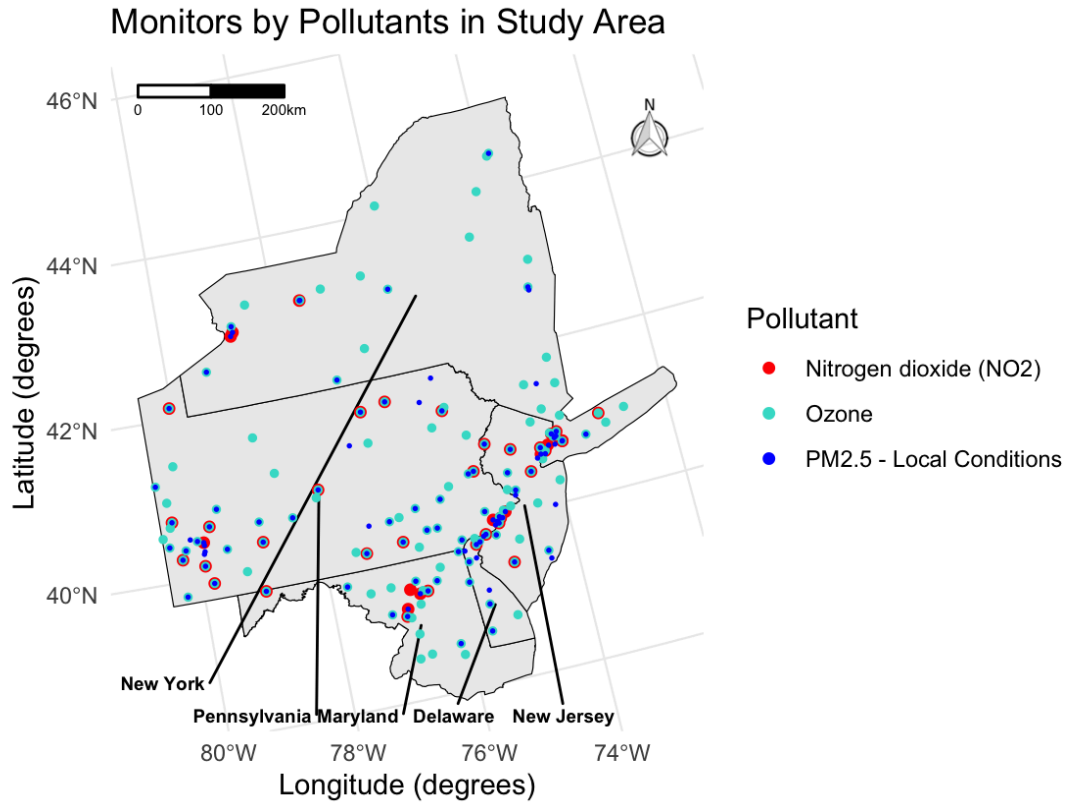 Monitors by Pollutants in Study Area
46°N
44°N
42°N
40°N
Latitude (degrees)
0 100 200km
N
New York
Pennsylvania Maryland Delaware New Jersey
80°W 78°W 76°W 74°W
Longitude (degrees)
Pollutant
Nitrogen dioxide (NO2)
Ozone
PM2.5 - Local Conditions